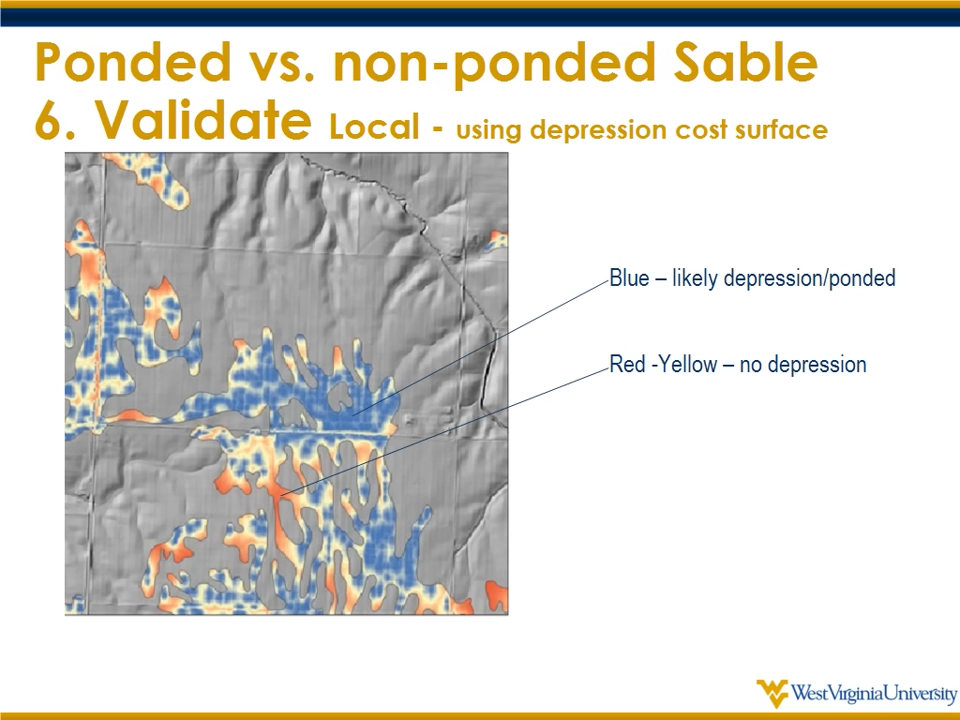 Ponded vs. non-ponded Sable
6. Validate Local - using depression cost surface
Blue – likely depression/ponded
Red -Yellow – no depression
WestVirginiaUniversity